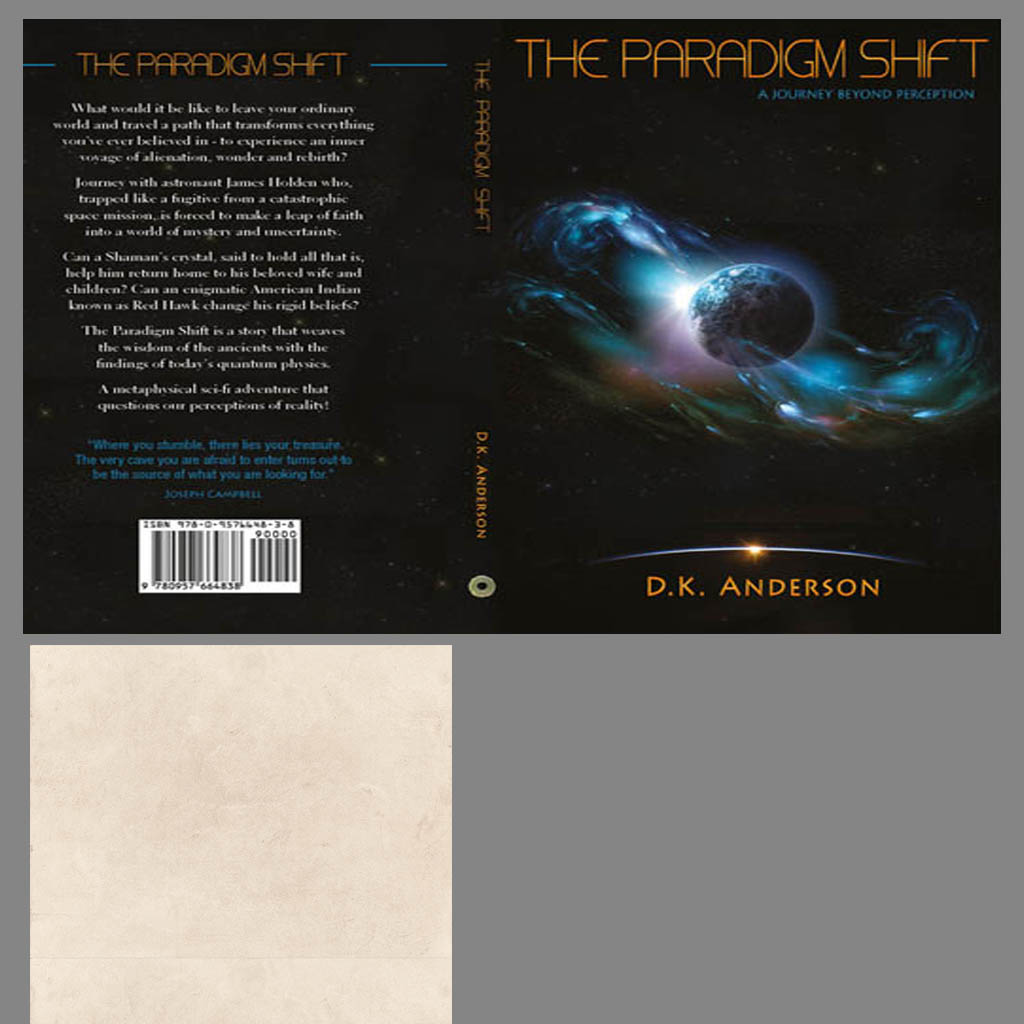 THE PARADIGM SHIFT
What would it be like to leave your ordinary
world and travel a path that transforms everything
you've ever believed in - to experience an inner
voyage of alienation, wonder and rebirth?
Journey with astronaut James Holden who,
trapped like a fugitive from a catastrophic
space mission, is forced to make a leap of faith
into a world of mystery and uncertainty.
Can a Shaman's crystal, said to hold all that is,
help him return home to his beloved wife and
children? Can an enigmatic American Indian
known as Red Hawk change his rigid beliefs?
The Paradigm Shift is a story that weaves
the wisdom of the ancients with the
findings of today's quantum physics.
A metaphysical sci-fi adventure that
questions our perceptions of reality!
"Where you stumble, there lies your treasure.
The very cave you are afraid to enter turns out to
be the source of what you are looking for."
JOSEPH CAMPBELL
ISBN 978-0-9576648-3-8
90000
9 780957 664838
THE PARADIGM SHIFT
D.K. ANDERSON
THE PARADIGM SHIFT
A JOURNEY BEYOND PERCEPTION
D.K. ANDERSON